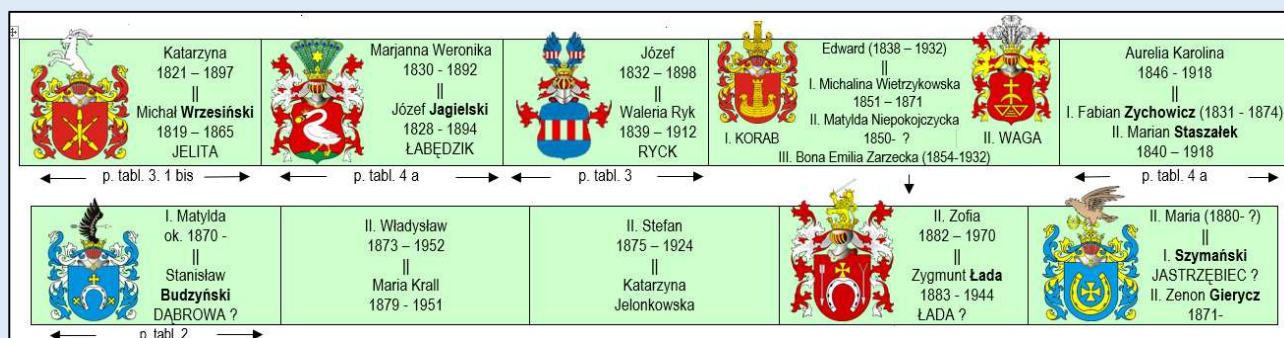 Katarzyna
1821 – 1897
||
Michał Wrzesiński
1819 – 1865
JELITA
Marjanna Weronika
1830 - 1892
||
Józef Jagielski
1828 - 1894
ŁABĘDZIK
Józef
1832 – 1898
||
Waleria Ryk
1839 – 1912
RYCK
Edward (1838 – 1932)
||
I. Michalina Wietrzykowska
1851 – 1871
II. Matylda Niepokojczycka
1850- ?
I. KORAB
II. WAGA
III. Bona Emilia Zarzecka (1854-1932)
Aurelia Karolina
1846 - 1918
||
I. Fabian Zychowicz (1831 - 1874)
II. Marian Staszałek
1840 – 1918
p. tabl. 3. 1 bis
p. tabl. 4 a
p. tabl. 3
p. tabl. 4 a
I. Matylda
ok. 1870 -
||
Stanisław
Budzyński
DĄBROWA ?
II. Władysław
1873 – 1952
||
Maria Krall
1879 - 1951
II. Stefan
1875 – 1924
||
Katarzyna
Jelonkowska
II. Zofia
1882 – 1970
||
Zygmunt Łada
1883 - 1944
ŁADA ?
II. Maria (1880- ?)
||
I. Szymański
JASTRZĘBIEC ?
II. Zenon Gierycz
1871-
p. tabl. 2